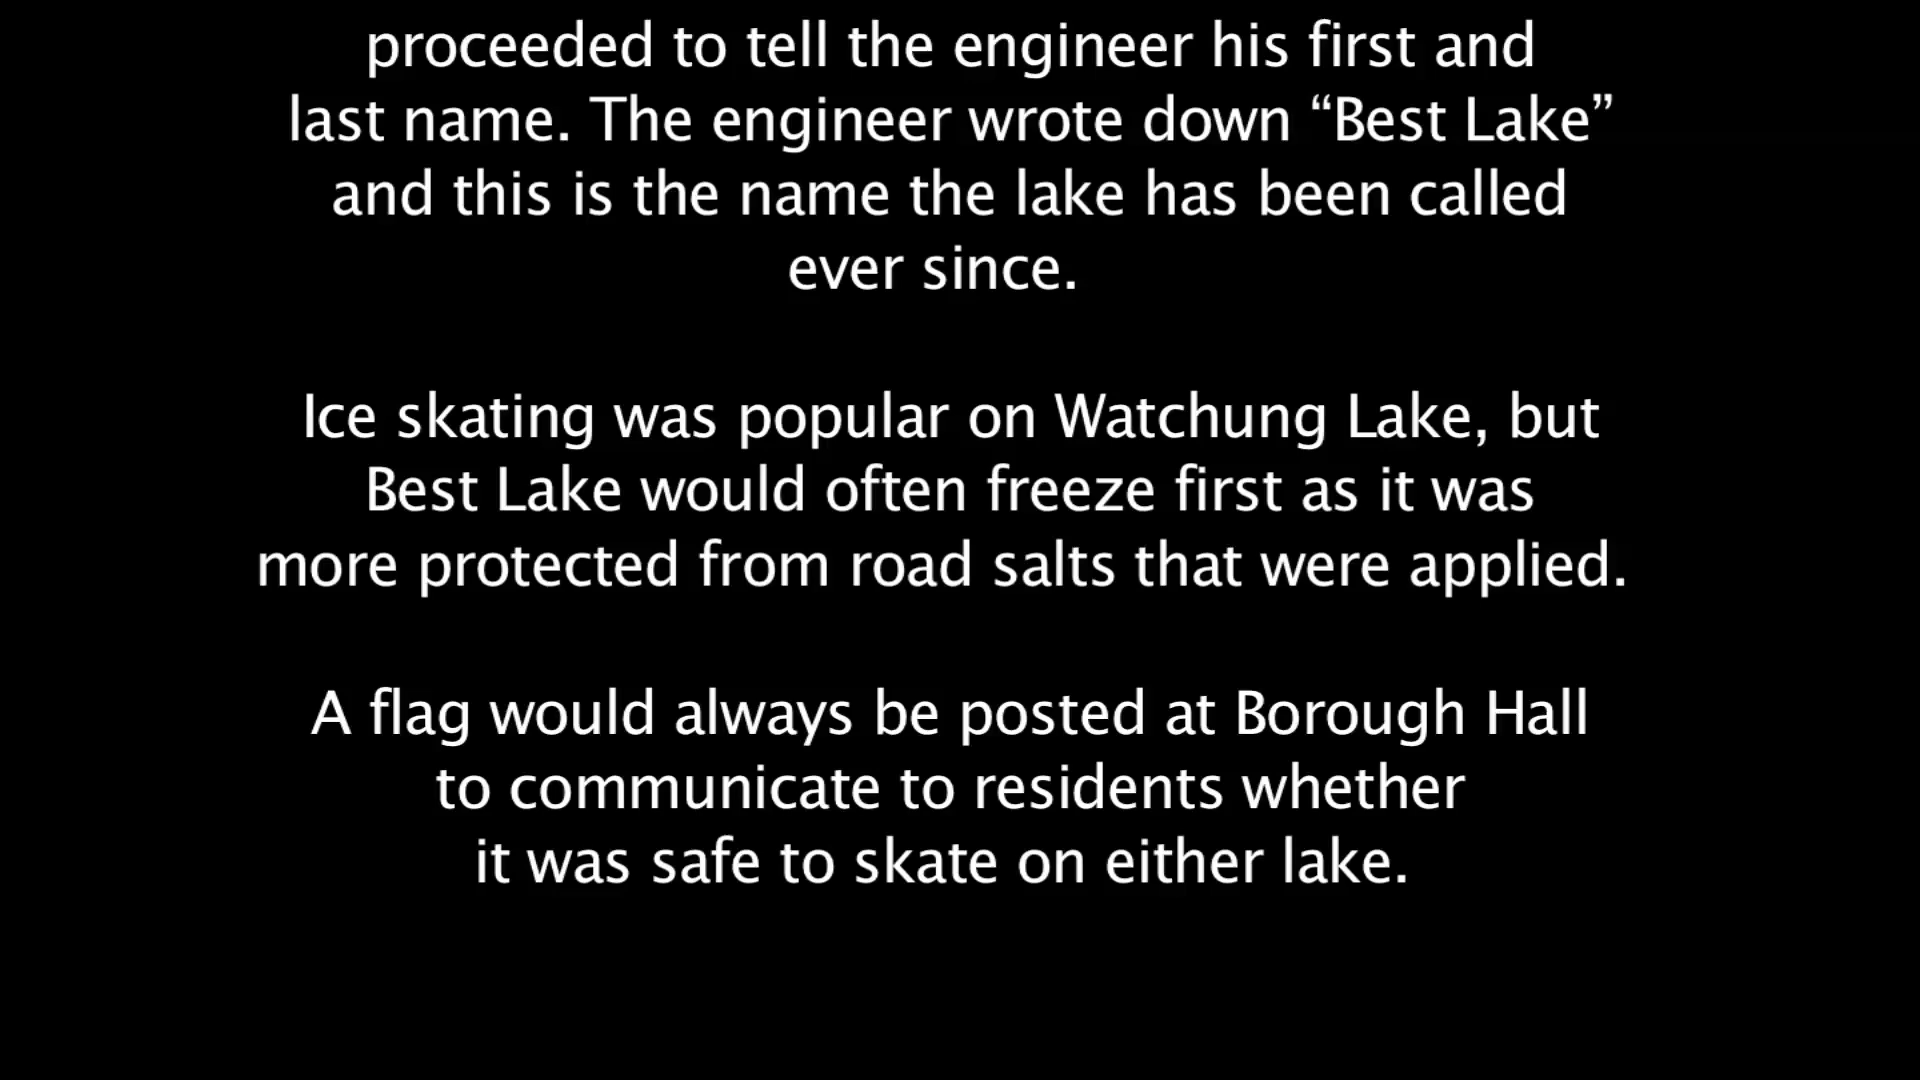 proceeded to tell the engineer his first and
last name. The engineer wrote down “Best Lake”
and this is the name the lake has been called
ever since.
Ice skating was popular on Watchung Lake, but
Best Lake would often freeze first as it was
more protected from road salts that were applied.
A flag would always be posted at Borough Hall
to communicate to residents whether
it was safe to skate on either lake.